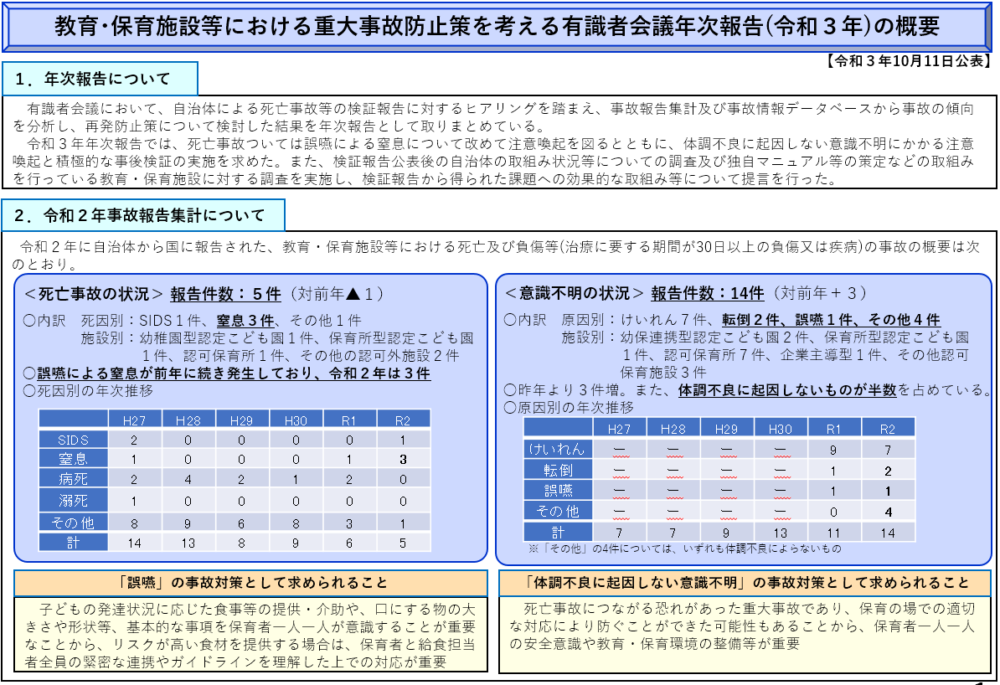 教育･保育施設等における重大事故防止策を考える有識者会議年次報告(令和３年)の概要
【令和３年10月11日公表】
１．年次報告について
有識者会議において、自治体による死亡事故等の検証報告に対するヒアリングを踏まえ、事故報告集計及び事故情報データベースから事故の傾向
を分析し、再発防止策について検討した結果を年次報告として取りまとめている。
令和３年年次報告では、死亡事故ついては誤嚥による窒息について改めて注意喚起を図るとともに、体調不良に起因しない意識不明にかかる注意
喚起と積極的な事後検証の実施を求めた。また、検証報告公表後の自治体の取組み状況等についての調査及び独自マニュアル等の策定などの取組み
を行っている教育・保育施設に対する調査を実施し、検証報告から得られた課題への効果的な取組み等について提言を行った。
２．令和２年事故報告集計について
令和２年に自治体から国に報告された、教育・保育施設等における死亡及び負傷等(治療に要する期間が30日以上の負傷又は疾病)の事故の概要は次
のとおり。
＜死亡事故の状況＞ 報告件数：５件（対前年▲１）
○内訳 死因別：SIDS１件、窒息３件、その他１件
施設別：幼稚園型認定こども園１件、保育所型認定こども園
１件、認可保育所１件、その他の認可外施設２件
○誤嚥による窒息が前年に続き発生しており、令和２年は３件
○死因別の年次推移
H27 H28 H29 H30 R1 R2
SIDS 2 0 0 0 0 1
窒息 1 0 0 0 1 3
病死 2 4 2 1 2 0
溺死 1 0 0 0 0 0
その他 8 9 6 8 3 1
計 14 13 8 9 6 5
＜意識不明の状況＞ 報告件数：14件（対前年＋３）
○内訳 原因別：けいれん７件、転倒２件、誤嚥１件、その他４件
施設別：幼保連携型認定こども園２件、保育所型認定こども園
１件、認可保育所７件、企業主導型１件、その他認可
保育施設３件
○昨年より３件増。また、体調不良に起因しないものが半数を占めている。
○原因別の年次推移
H27 H28 H29 H30 R1 R2
けいれん ー ー ー ー 9 7
転倒 ー ー ー ー 1 2
誤嚥 ー ー ー ー 1 1
その他 ー ー ー ー 0 4
計 7 7 9 13 11 14
※「その他」の4件については、いずれも体調不良によらないもの
「誤嚥」の事故対策として求められること
子どもの発達状況に応じた食事等の提供・介助や、口にする物の大
きさや形状等、基本的な事項を保育者一人一人が意識することが重要
なことから、リスクが高い食材を提供する場合は、保育者と給食担当
者全員の緊密な連携やガイドラインを理解した上での対応が重要
「体調不良に起因しない意識不明」の事故対策として求められること
死亡事故につながる恐れがあった重大事故であり、保育の場での適切
な対応により防ぐことができた可能性もあることから、保育者一人一人
の安全意識や教育・保育環境の整備等が重要